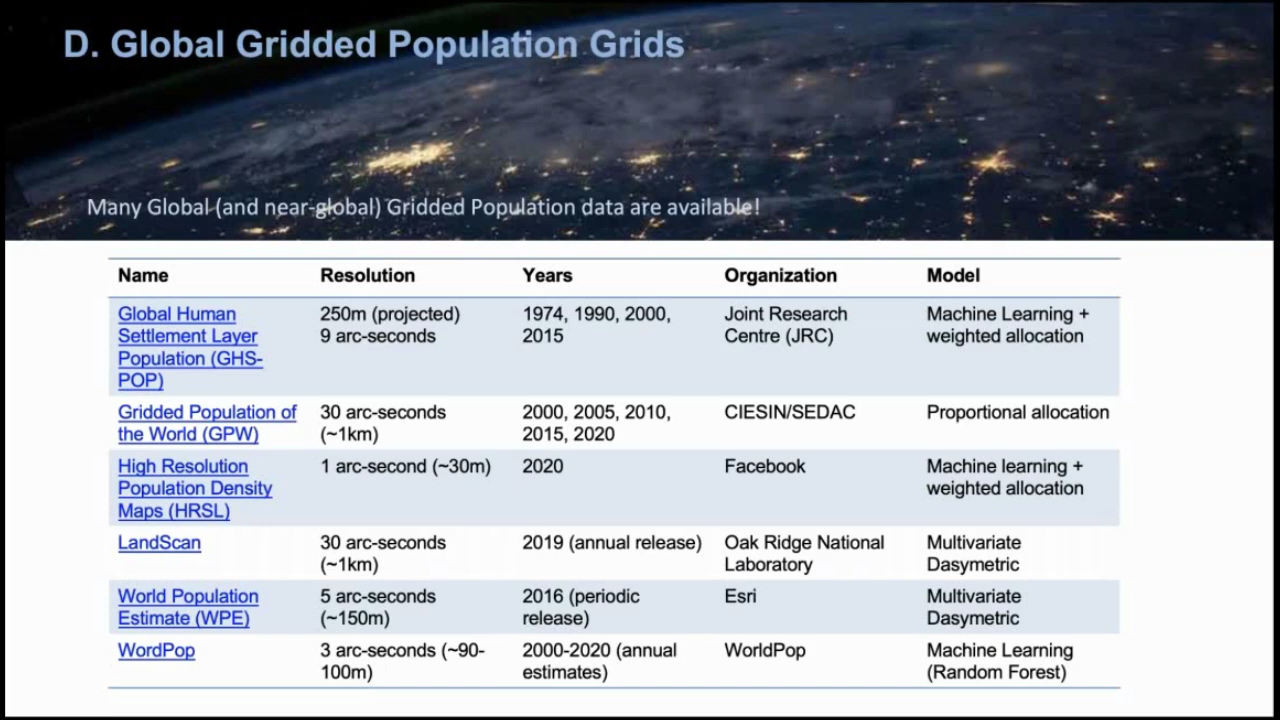 D. Global Gridded Population Grids
Many Global (and near-global) Gridded Population data are available!
Name Resolution Years Organization Model
Global Human Settlement Layer Population (GHS-POP) 250m (projected) 9 arc-seconds 1974, 1990, 2000, 2015 Joint Research Centre (JRC) Machine Learning + weighted allocation
Gridded Population of the World (GPW) 30 arc-seconds (~1km) 2000, 2005, 2010, 2015, 2020 CIESIN/SEDAC Proportional allocation
High Resolution Population Density Maps (HRSL) 1 arc-second (~30m) 2020 Facebook Machine learning + weighted allocation
LandScan 30 arc-seconds (~1km) 2019 (annual release) Oak Ridge National Laboratory Multivariate Dasymetric
World Population Estimate (WPE) 5 arc-seconds (~150m) 2016 (periodic release) Esri Multivariate Dasymetric
WordPop 3 arc-seconds (~90-100m) 2000-2020 (annual estimates) WorldPop Machine Learning (Random Forest)